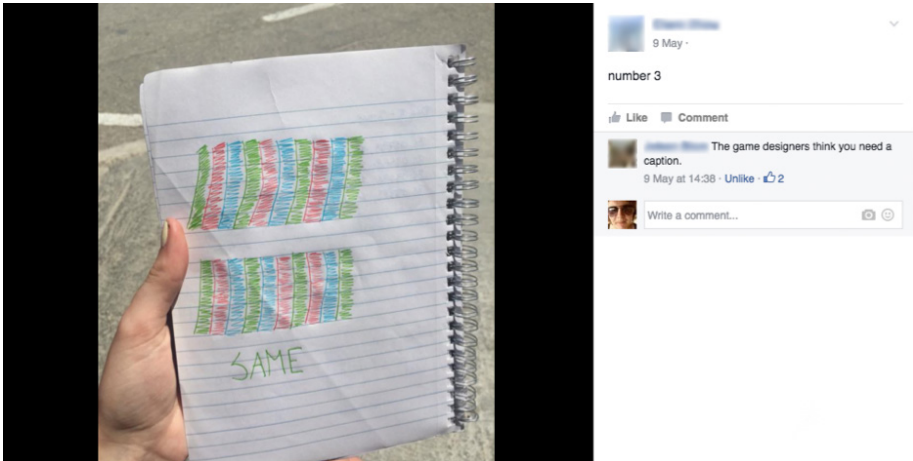 SAME
9 May ·
number 3
Like Comment
The game designers think you need a
caption.
9 May at 14:38 · Unlike · 2
Write a comment...